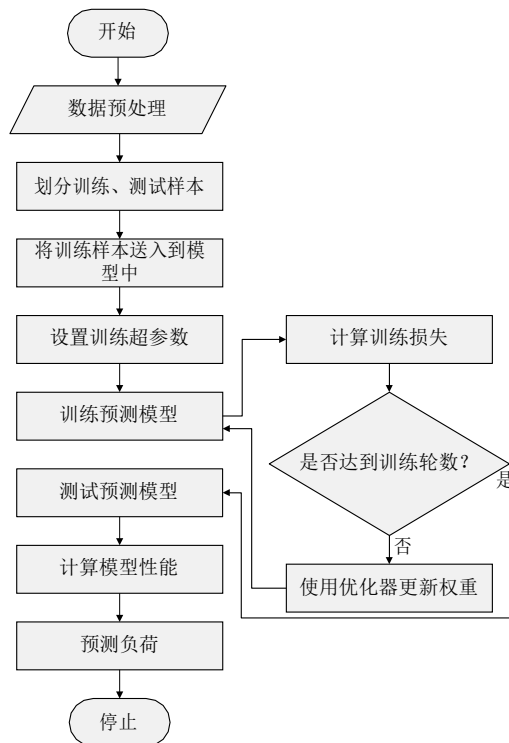 开始
数据预处理
划分训练、测试样本
将训练样本送入到模
型中
设置训练超参数
训练预测模型
计算训练损失
是否达到训练轮数？
是
否
使用优化器更新权重
测试预测模型
计算模型性能
预测负荷
停止